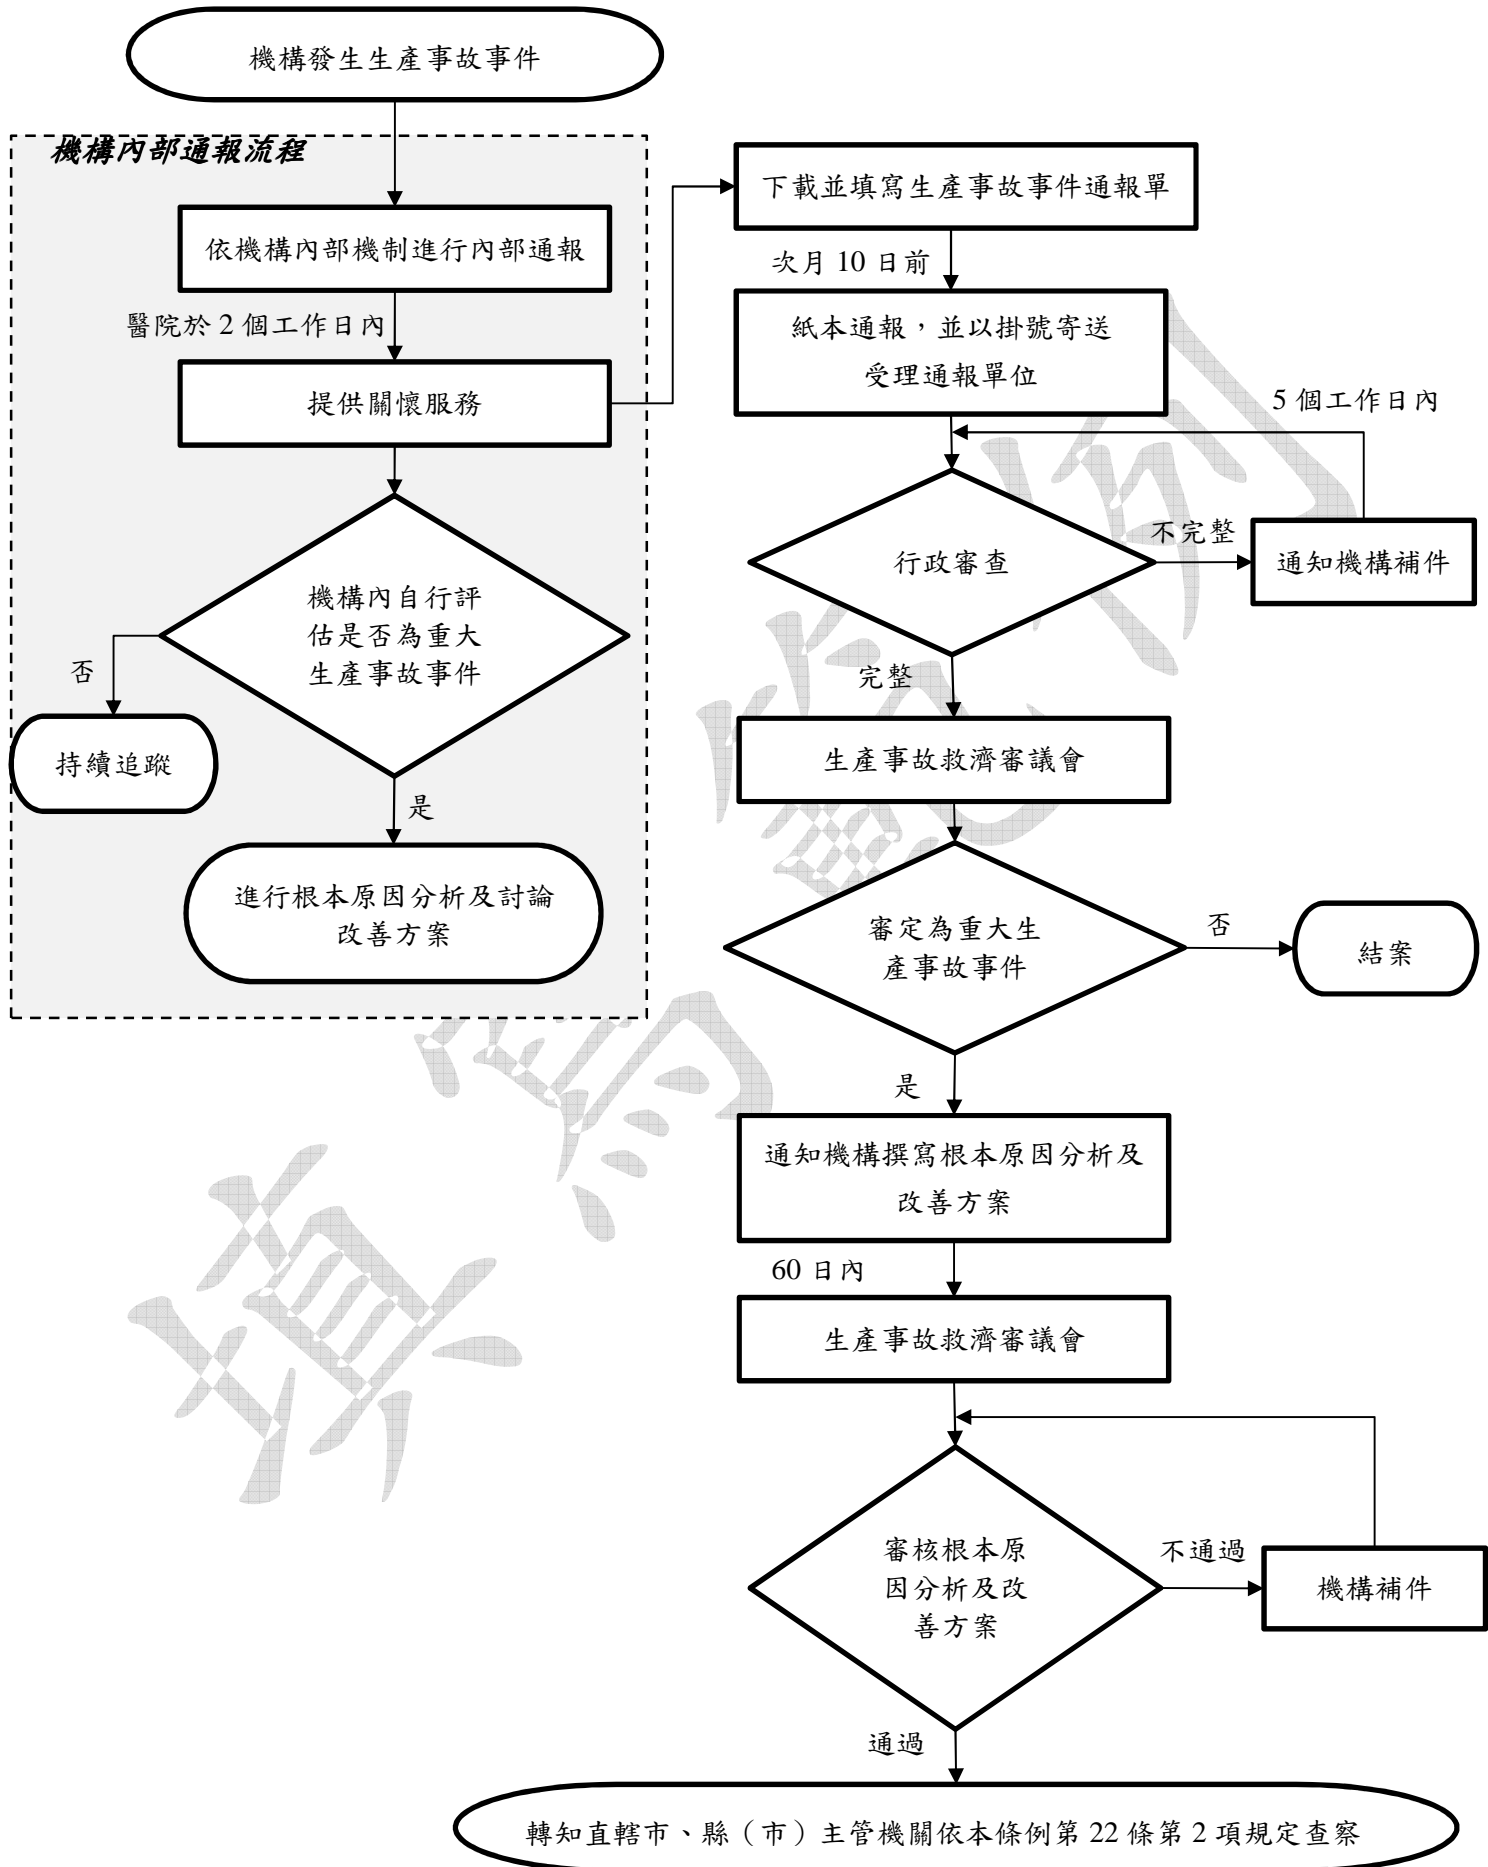 機構發生生產事故事件
機構內部通報流程
依機構內部機制進行內部通報
醫院於 2 個工作日內
提供關懷服務
機構內自行評
估是否為重大
生產事故事件
否
持續追蹤
是
進行根本原因分析及討論
改善方案
下載並填寫生產事故事件通報單
次月 10 日前
紙本通報，並以掛號寄送
受理通報單位
5 個工作日內
行政審查
不完整
通知機構補件
完整
生產事故救濟審議會
審定為重大生
產事故事件
否
結案
是
通知機構撰寫根本原因分析及
改善方案
60 日內
生產事故救濟審議會
審核根本原
因分析及改
善方案
不通過
機構補件
通過
轉知直轄市、縣（市）主管機關依本條例第 22 條第 2 項規定查察
填寫範例